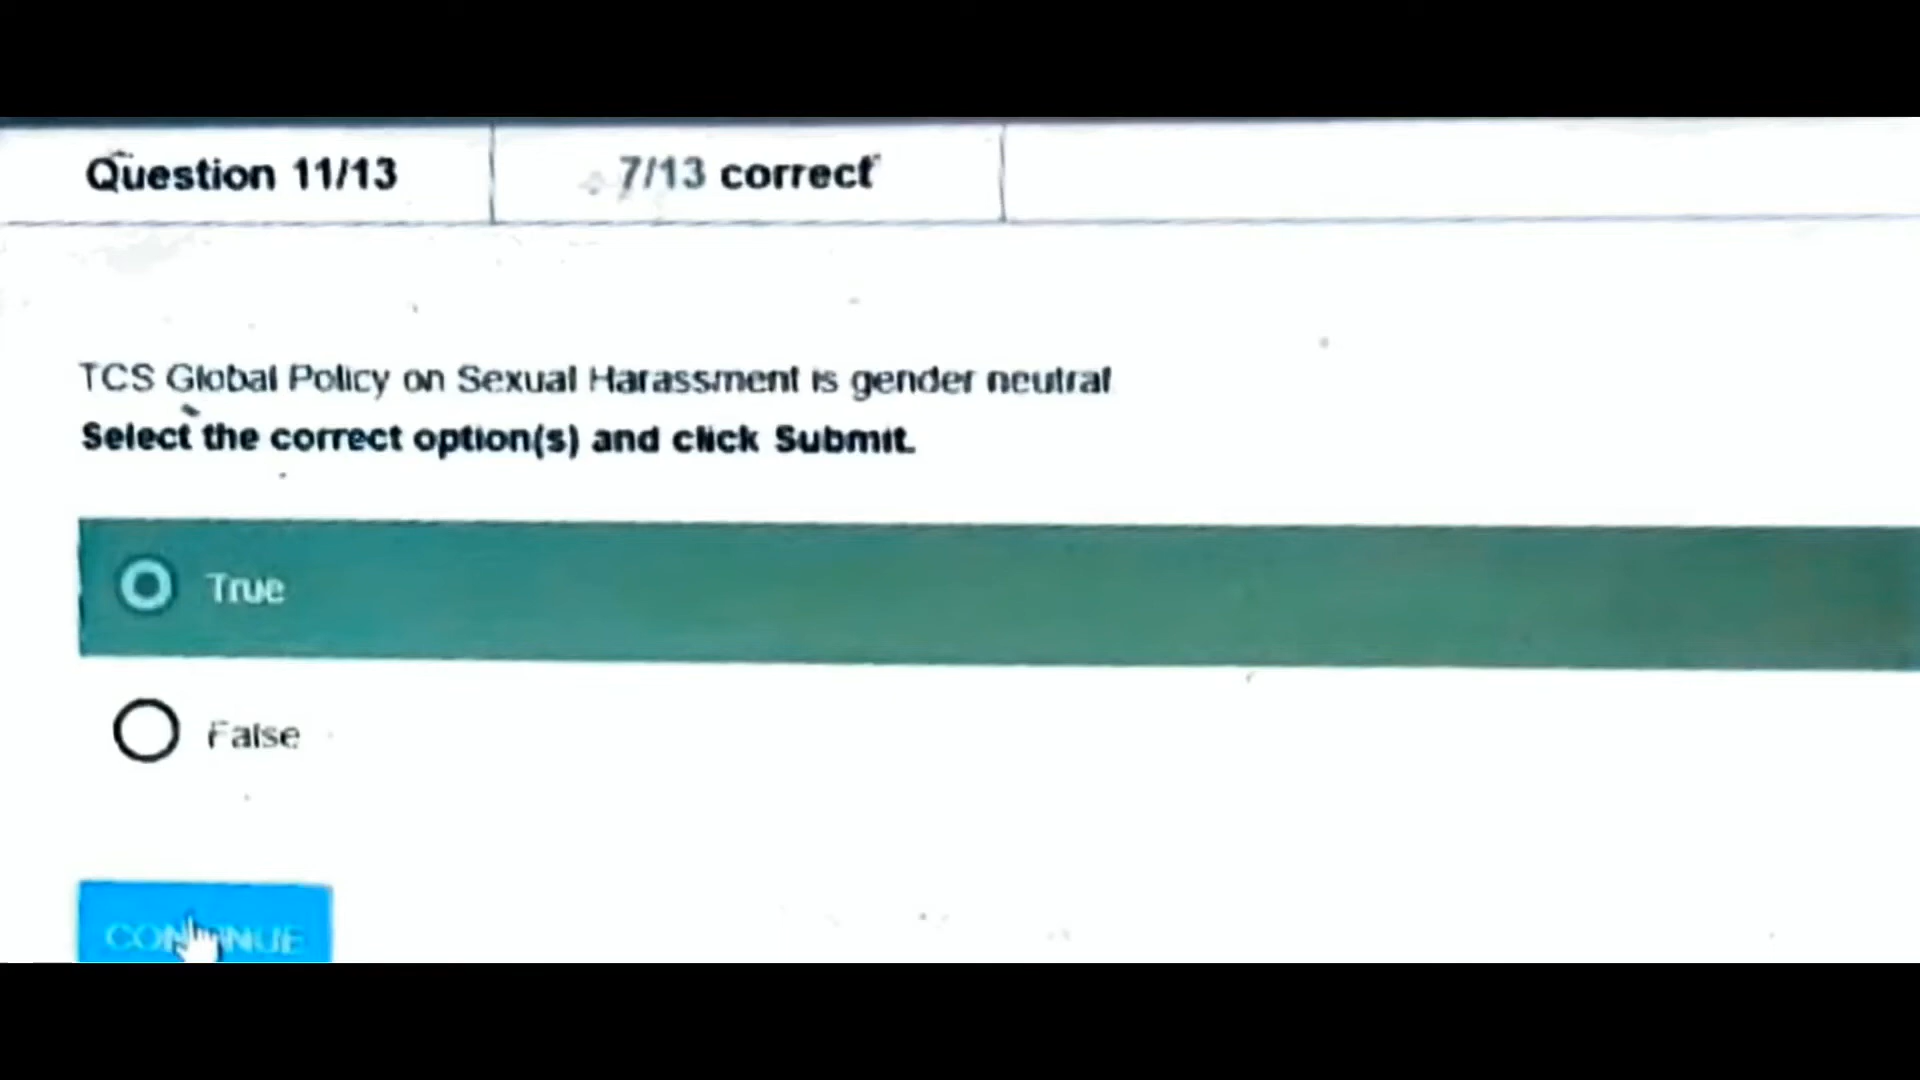 Question 11/13
7/13 correct
TCS Global Policy on Sexual Harassment is gender neutral
Select the correct option(s) and click Submit.
True
False
CONTINUE